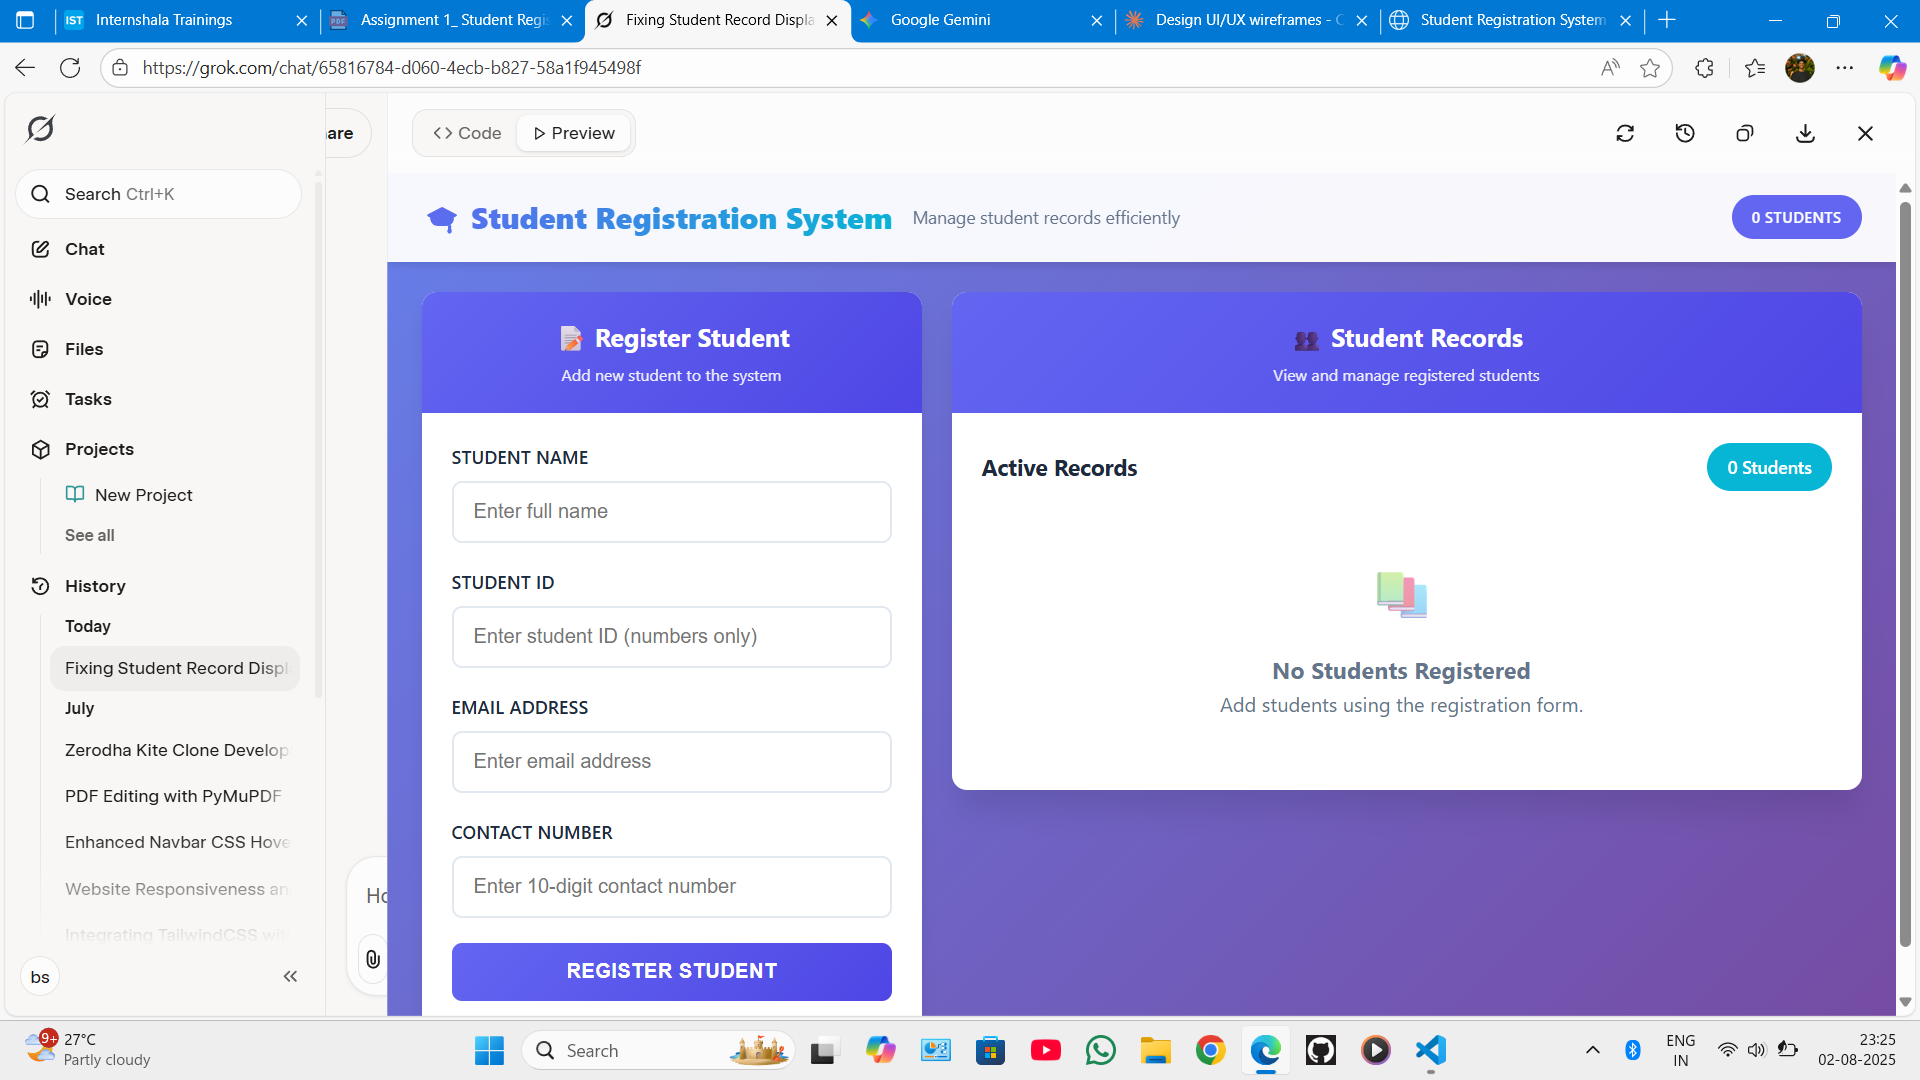 IST Internshala Trainings
PDF Assignment 1_ Student Regis
Fixing Student Record Displa
Google Gemini
Design UI/UX wireframes - C
Student Registration System
https://grok.com/chat/65816784-d060-4ecb-b827-58a1f945498f
are
Code
Preview
Search Ctrl+K
Chat
Voice
Files
Tasks
Projects
New Project
See all
History
Today
Fixing Student Record Displ
July
Zerodha Kite Clone Develop
PDF Editing with PyMuPDF
Enhanced Navbar CSS Hove
Website Responsiveness an
Integrating TailwindCSS wit
bs
Ho
Student Registration System
Manage student records efficiently
0 STUDENTS
Register Student
Add new student to the system
STUDENT NAME
Enter full name
STUDENT ID
Enter student ID (numbers only)
EMAIL ADDRESS
Enter email address
CONTACT NUMBER
Enter 10-digit contact number
REGISTER STUDENT
Student Records
View and manage registered students
Active Records
0 Students
No Students Registered
Add students using the registration form.
9+
27°C
Partly cloudy
Search
ENG
IN
23:25
02-08-2025